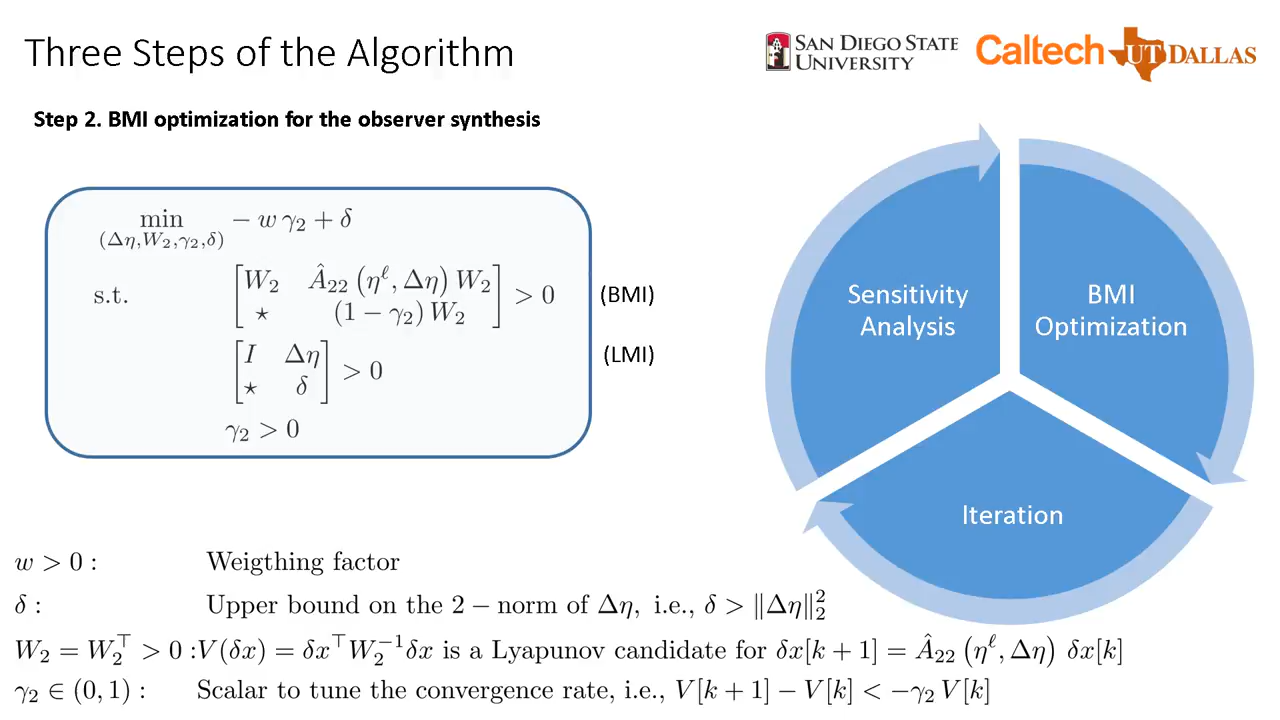 Three Steps of the Algorithm
SAN DIEGO STATE
UNIVERSITY
Caltech
UT DALLAS
Step 2. BMI optimization for the observer synthesis
min − w γ₂ + δ
(Δη,W₂,γ₂,δ)
s.t. [W₂ Â₂₂ (η^ℓ, Δη) W₂; ⋆ (1 − γ₂) W₂] > 0 (BMI)
[I Δη; ⋆ δ] > 0 (LMI)
γ₂ > 0
Sensitivity
Analysis
BMI
Optimization
Iteration
w > 0 : Weigthing factor
δ : Upper bound on the 2 − norm of Δη, i.e., δ > ‖Δη‖₂²
W₂ = W₂^⊤ > 0 : V(δx) = δx^⊤ W₂⁻¹ δx is a Lyapunov candidate for δx[k + 1] = Â₂₂ (η^ℓ, Δη) δx[k]
γ₂ ∈ (0, 1) : Scalar to tune the convergence rate, i.e., V[k + 1] − V[k] < −γ₂ V[k]